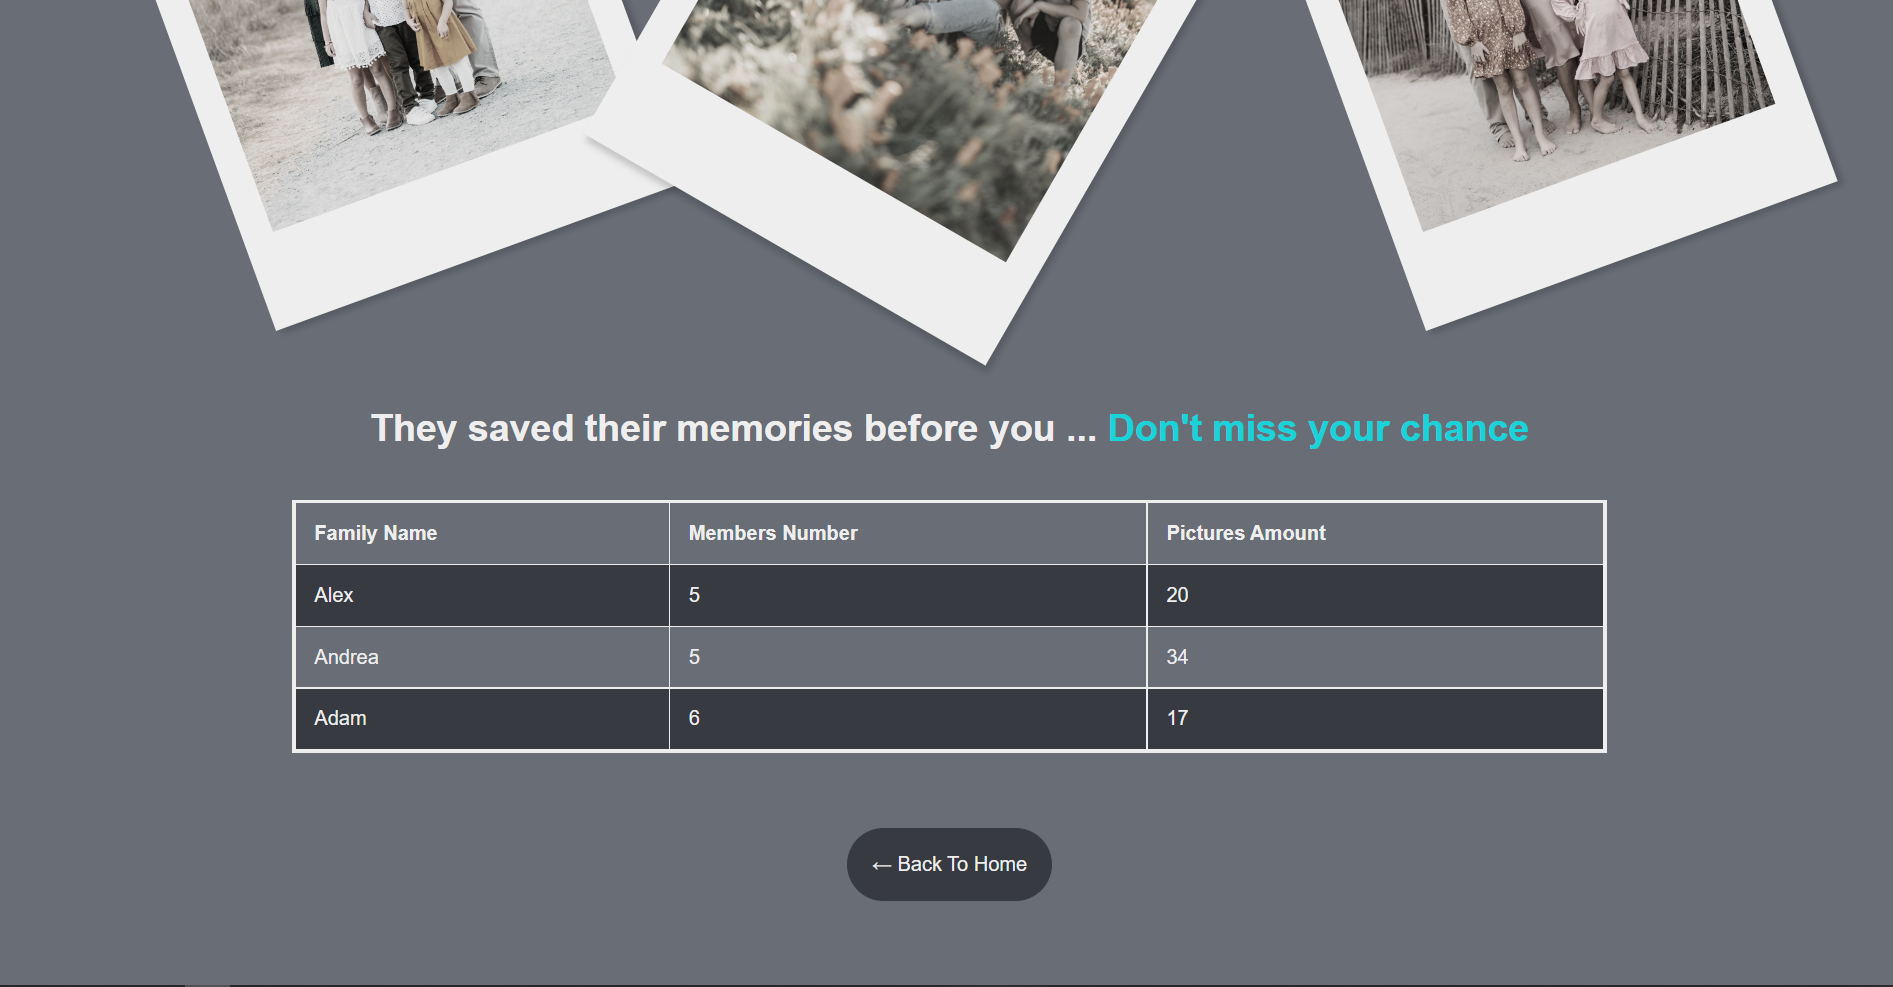 They saved their memories before you ... Don't miss your chance
Family Name Members Number Pictures Amount
Alex 5 20
Andrea 5 34
Adam 6 17
← Back To Home